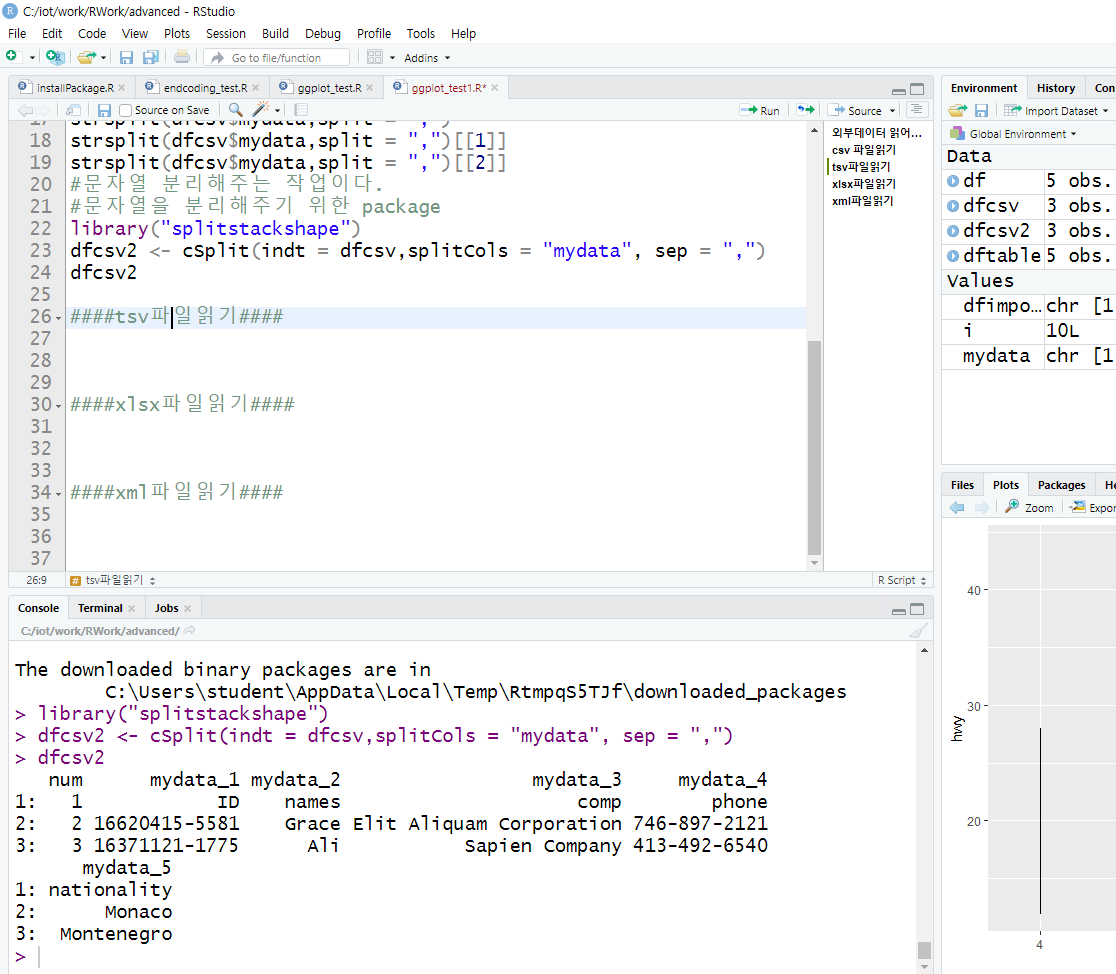 C:/iot/work/RWork/advanced - RStudio
File Edit Code View Plots Session Build Debug Profile Tools Help
Go to file/function Addins
installPackage.R endcoding_test.R ggplot_test.R ggplot_test1.R*
Source on Save Run Source
17 strsplit(dfcsv$mydata,split = ",")
18 strsplit(dfcsv$mydata,split = ",")[[1]]
19 strsplit(dfcsv$mydata,split = ",")[[2]]
20 #문자열 분리해주는 작업이다.
21 #문자열을 분리해주기 위한 package
22 library("splitstackshape")
23 dfcsv2 <- cSplit(indt = dfcsv,splitCols = "mydata", sep = ",")
24 dfcsv2
25
26 ####tsv파일읽기####
27
28
29
30 ####xlsx파일읽기####
31
32
33
34 ####xml파일읽기####
35
36
37
외부데이터 읽어...
csv 파일읽기
tsv파일읽기
xlsx파일읽기
xml파일읽기
26:9 # tsv파일읽기 R Script
Console Terminal Jobs
C:/iot/work/RWork/advanced/
The downloaded binary packages are in
C:\Users\student\AppData\Local\Temp\RtmpqS5TJf\downloaded_packages
> library("splitstackshape")
> dfcsv2 <- cSplit(indt = dfcsv,splitCols = "mydata", sep = ",")
> dfcsv2
num mydata_1 mydata_2 mydata_3 mydata_4
1: 1 ID names comp phone
2: 2 16620415-5581 Grace Elit Aliquam Corporation 746-897-2121
3: 3 16371121-1775 Ali Sapien Company 413-492-6540
mydata_5
1: nationality
2: Monaco
3: Montenegro
>
Environment History Con
Import Dataset
Global Environment
Data
df 5 obs.
dfcsv 3 obs.
dfcsv2 3 obs.
dftable 5 obs.
Values
dfimpo... chr [1
i 10L
mydata chr [1
Files Plots Packages He
Zoom Expor
40
30
20
hwy
4